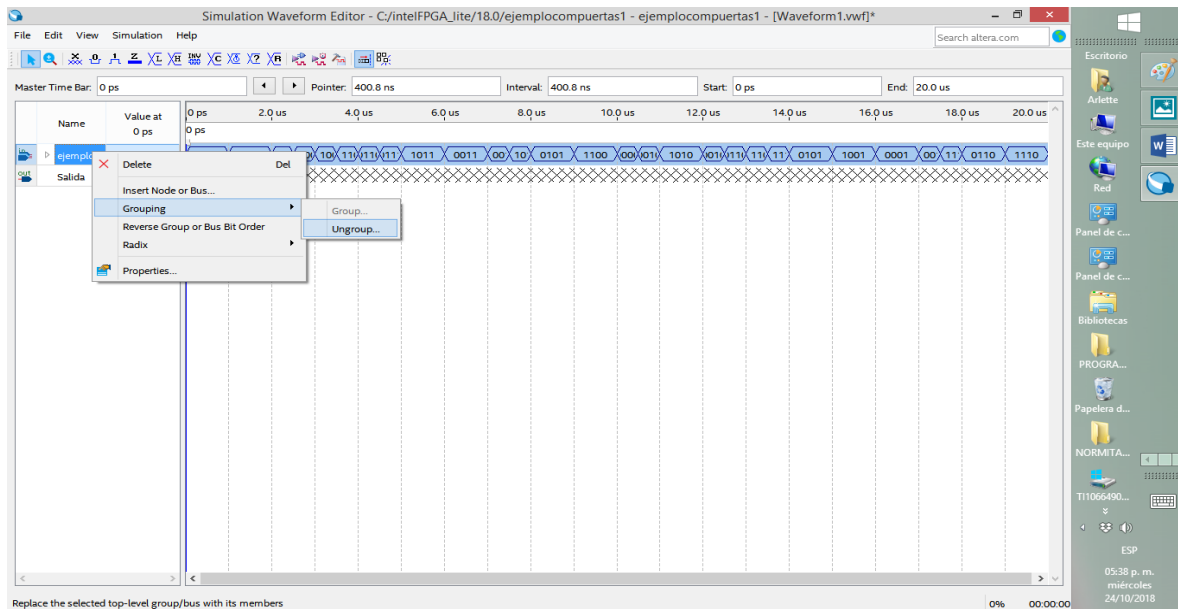 Simulation Waveform Editor - C:/intelFPGA_lite/18.0/ejemplocompuertas1 - ejemplocompuertas1 - [Waveform1.vwf]*
File Edit View Simulation Help
Search altera.com
Master Time Bar: 0 ps
Pointer: 400.8 ns
Interval: 400.8 ns
Start: 0 ps
End: 20.0 us
Name
Value at
0 ps
0 ps 2.0 us 4.0 us 6.0 us 8.0 us 10.0 us 12.0 us 14.0 us 16.0 us 18.0 us 20.0 us
0 ps
1011 0011 00 10 0101 1100 1010 11 0101 1001 0001 00 11 0110 1110
Salida
Delete Del
Insert Node or Bus...
Grouping
Reverse Group or Bus Bit Order
Radix
Properties...
Group...
Ungroup...
Replace the selected top-level group/bus with its members
0% 00:00:00
Escritorio
Arlette
Este equipo
Red
Panel de c...
Panel de c...
Bibliotecas
PROGRA...
Papelera d...
NORMITA...
TI1066490...
ESP
05:38 p. m.
miércoles
24/10/2018